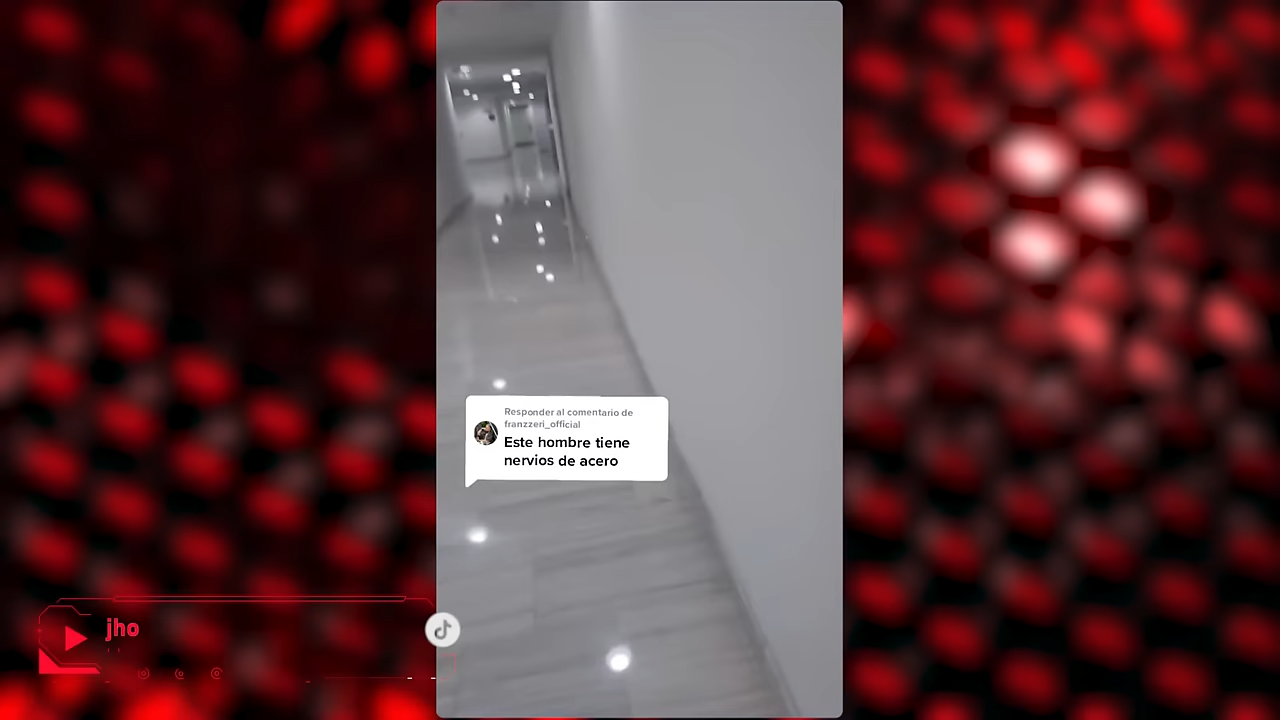 Responder al comentario de
franzzeri_official
Este hombre tiene
nervios de acero
jho